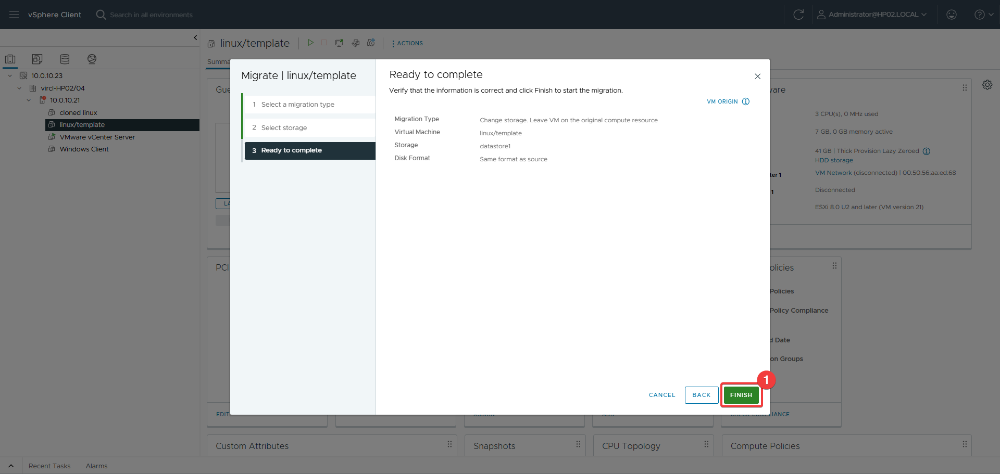 vSphere Client
Search in all environments
Administrator@HP02.LOCAL
linux/template
ACTIONS
Summa
10.0.10.23
vircl-HP02/04
10.0.10.21
cloned linux
linux/template
VMware vCenter Server
Windows Client
Gue
LA
Migrate | linux/template
1 Select a migration type
2 Select storage
3 Ready to complete
Ready to complete
Verify that the information is correct and click Finish to start the migration.
VM ORIGIN
Migration Type Change storage. Leave VM on the original compute resource
Virtual Machine linux/template
Storage datastore1
Disk Format Same format as source
CANCEL
BACK
FINISH
1
ware
3 CPU(s), 0 MHz used
7 GB, 0 GB memory active
41 GB | Thick Provision Lazy Zeroed
HDD storage
ter 1 VM Network (disconnected) | 00:50:56:aa:ed:68
1 Disconnected
ESXi 8.0 U2 and later (VM version 21)
PCI
olicies
Policies
Policy Compliance
d Date
on Groups
EDIT
ASSIGN
ADD
CHECK COMPLIANCE
Custom Attributes
Snapshots
CPU Topology
Compute Policies
Recent Tasks
Alarms